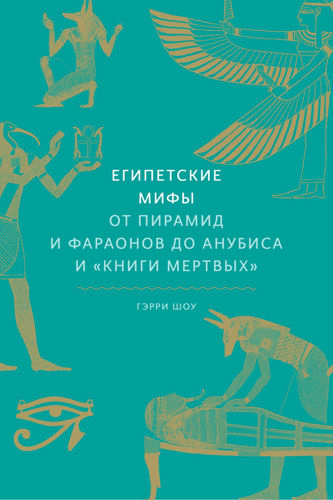 ЕГИПЕТСКИЕ
МИФЫ
ОТ ПИРАМИД
И ФАРАОНОВ ДО АНУБИСА
И «КНИГИ МЕРТВЫХ»
ГЭРРИ ШОУ